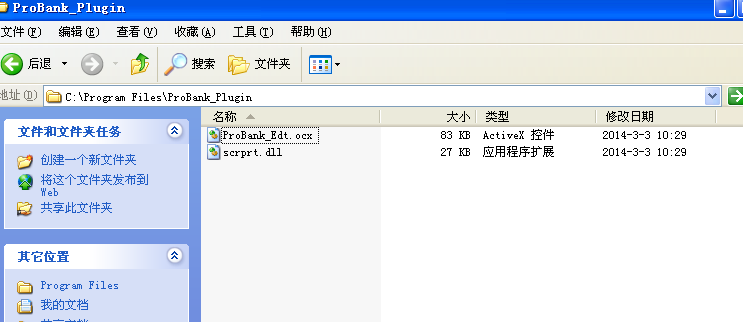 ProBank_Plugin
文件(F) 编辑(E) 查看(V) 收藏(A) 工具(T) 帮助(H)
后退 搜索 文件夹
地址(D) C:\Program Files\ProBank_Plugin
名称 大小 类型 修改日期
文件和文件夹任务
ProBank_Edt.ocx 83 KB ActiveX 控件 2014-3-3 10:29
scrprt.dll 27 KB 应用程序扩展 2014-3-3 10:29
创建一个新文件夹
将这个文件夹发布到
Web
共享此文件夹
其它位置
Program Files
我的文档
共享文档